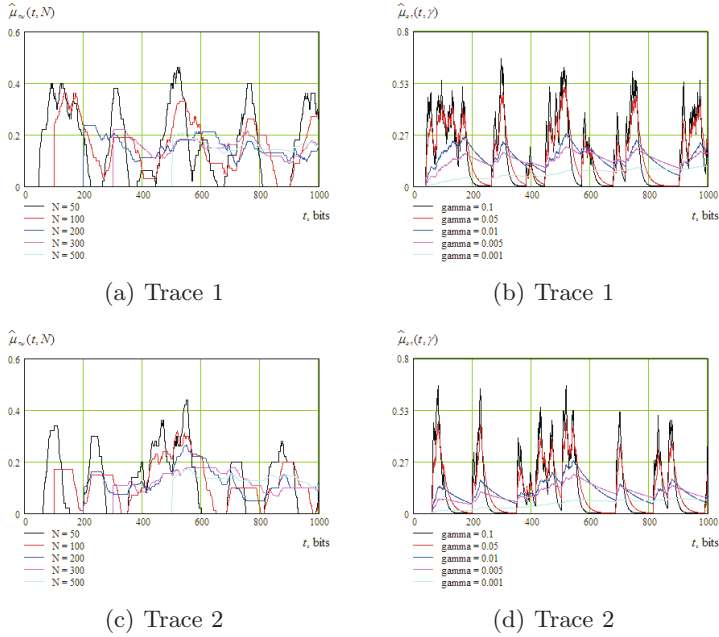 μ̂_w(t, N)
0.6
0.4
0.2
0
0 200 400 600 800 1000
t, bits
N = 50
N = 100
N = 200
N = 300
N = 500
(a) Trace 1
(t, γ)
0.8
0.53
0.27
0
0 200 400 600 800 1000
t, bits
gamma = 0.1
gamma = 0.05
gamma = 0.01
gamma = 0.005
gamma = 0.001
(b) Trace 1
μ̂_w(t, N)
0.6
0.4
0.2
0
0 200 400 600 800 1000
t, bits
N = 50
N = 100
N = 200
N = 300
N = 500
(c) Trace 2
(t, γ)
0.8
0.53
0.27
0
0 200 400 600 800 1000
t, bits
gamma = 0.1
gamma = 0.05
gamma = 0.01
gamma = 0.005
gamma = 0.001
(d) Trace 2